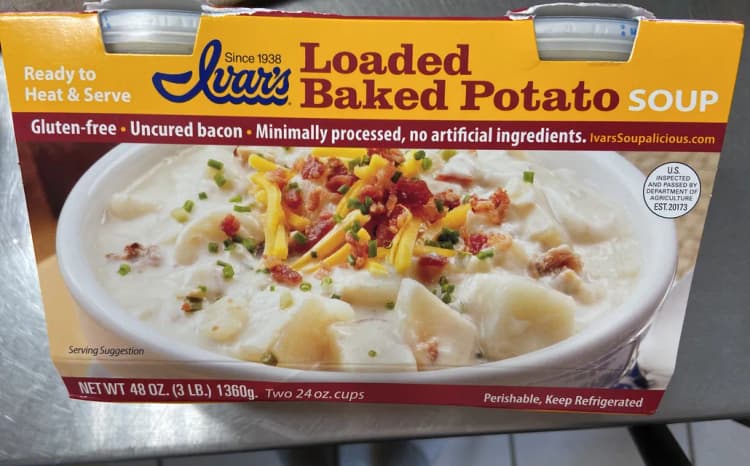 Ready to
Heat & Serve
Since 1938
Ivar's
Loaded
Baked Potato SOUP
Gluten-free • Uncured bacon • Minimally processed, no artificial ingredients. IvarsSoupalicious.com
U.S.
INSPECTED
AND PASSED BY
DEPARTMENT OF
AGRICULTURE
EST. 20173
Serving Suggestion
NET WT 48 OZ. (3 LB.) 1360g. Two 24 oz. cups
Perishable, Keep Refrigerated